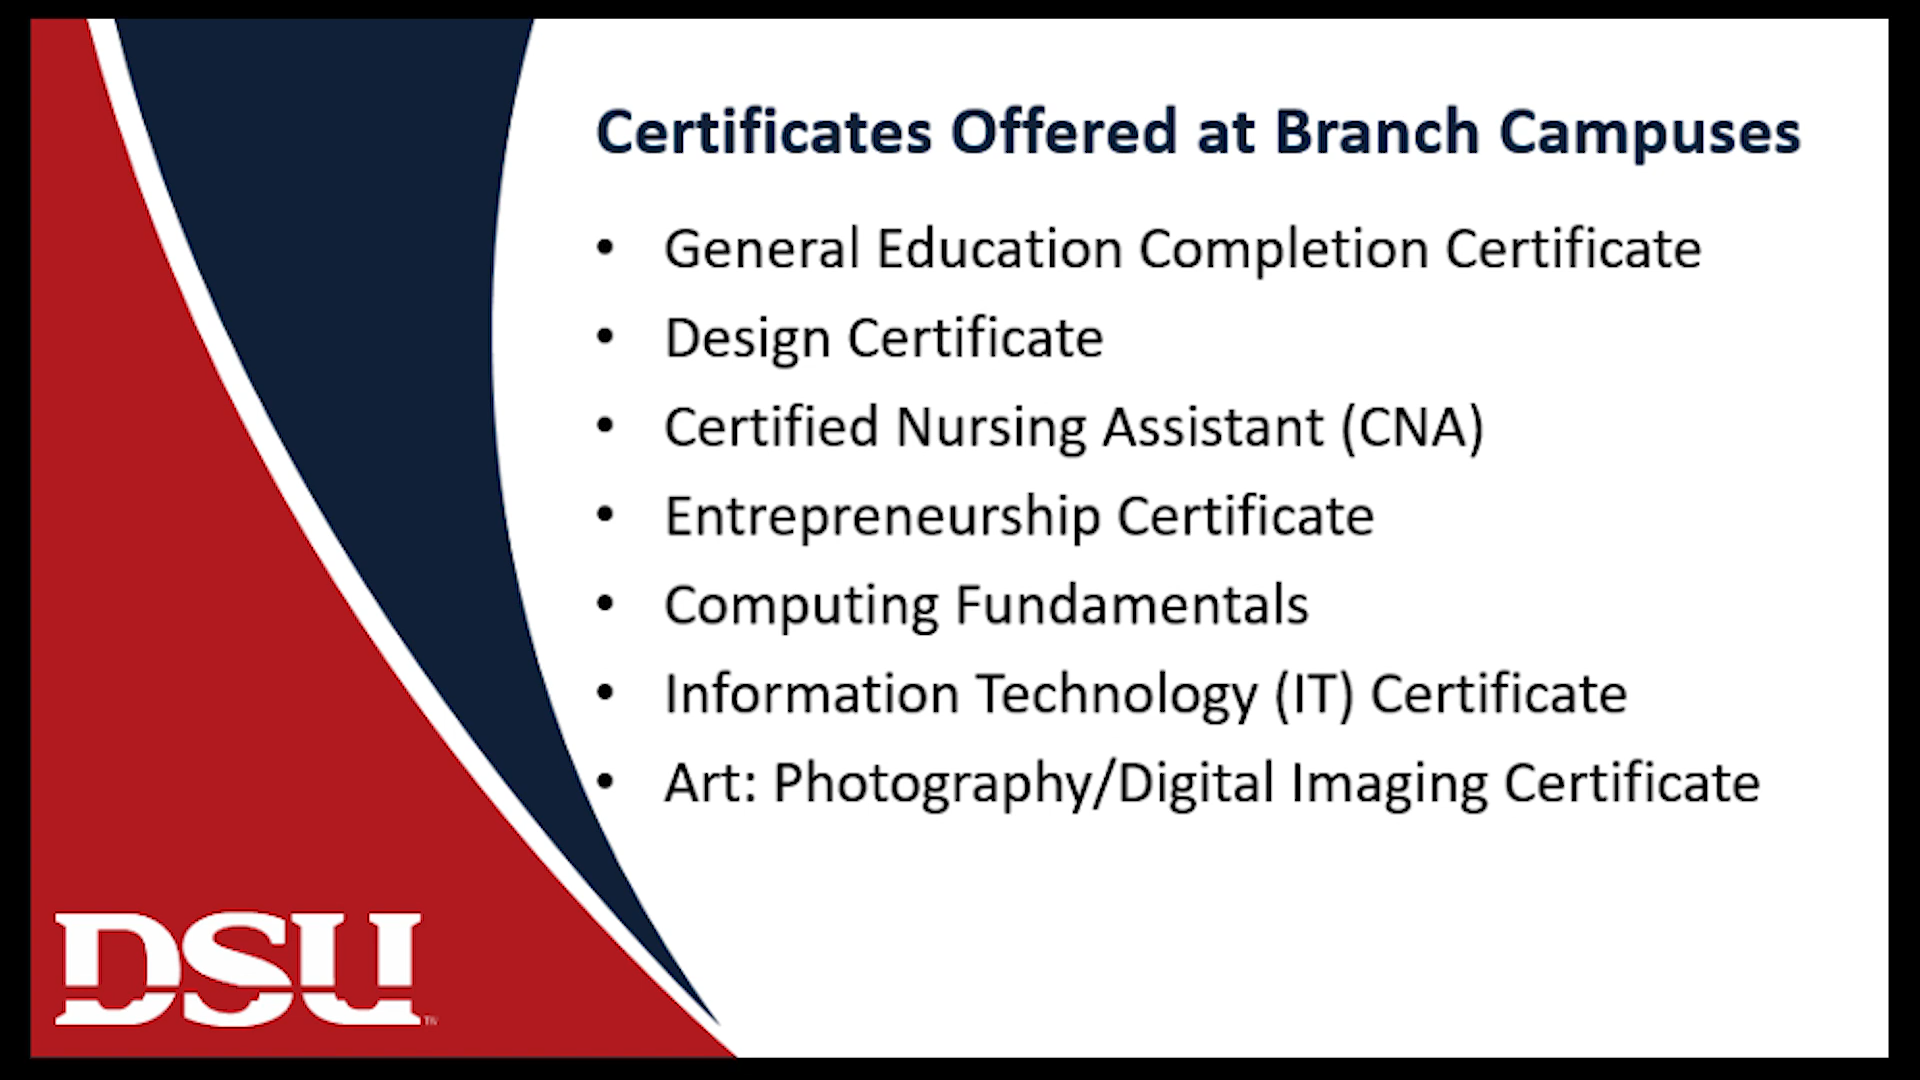 Certificates Offered at Branch Campuses
• General Education Completion Certificate
• Design Certificate
• Certified Nursing Assistant (CNA)
• Entrepreneurship Certificate
• Computing Fundamentals
• Information Technology (IT) Certificate
• Art: Photography/Digital Imaging Certificate
DSU TM